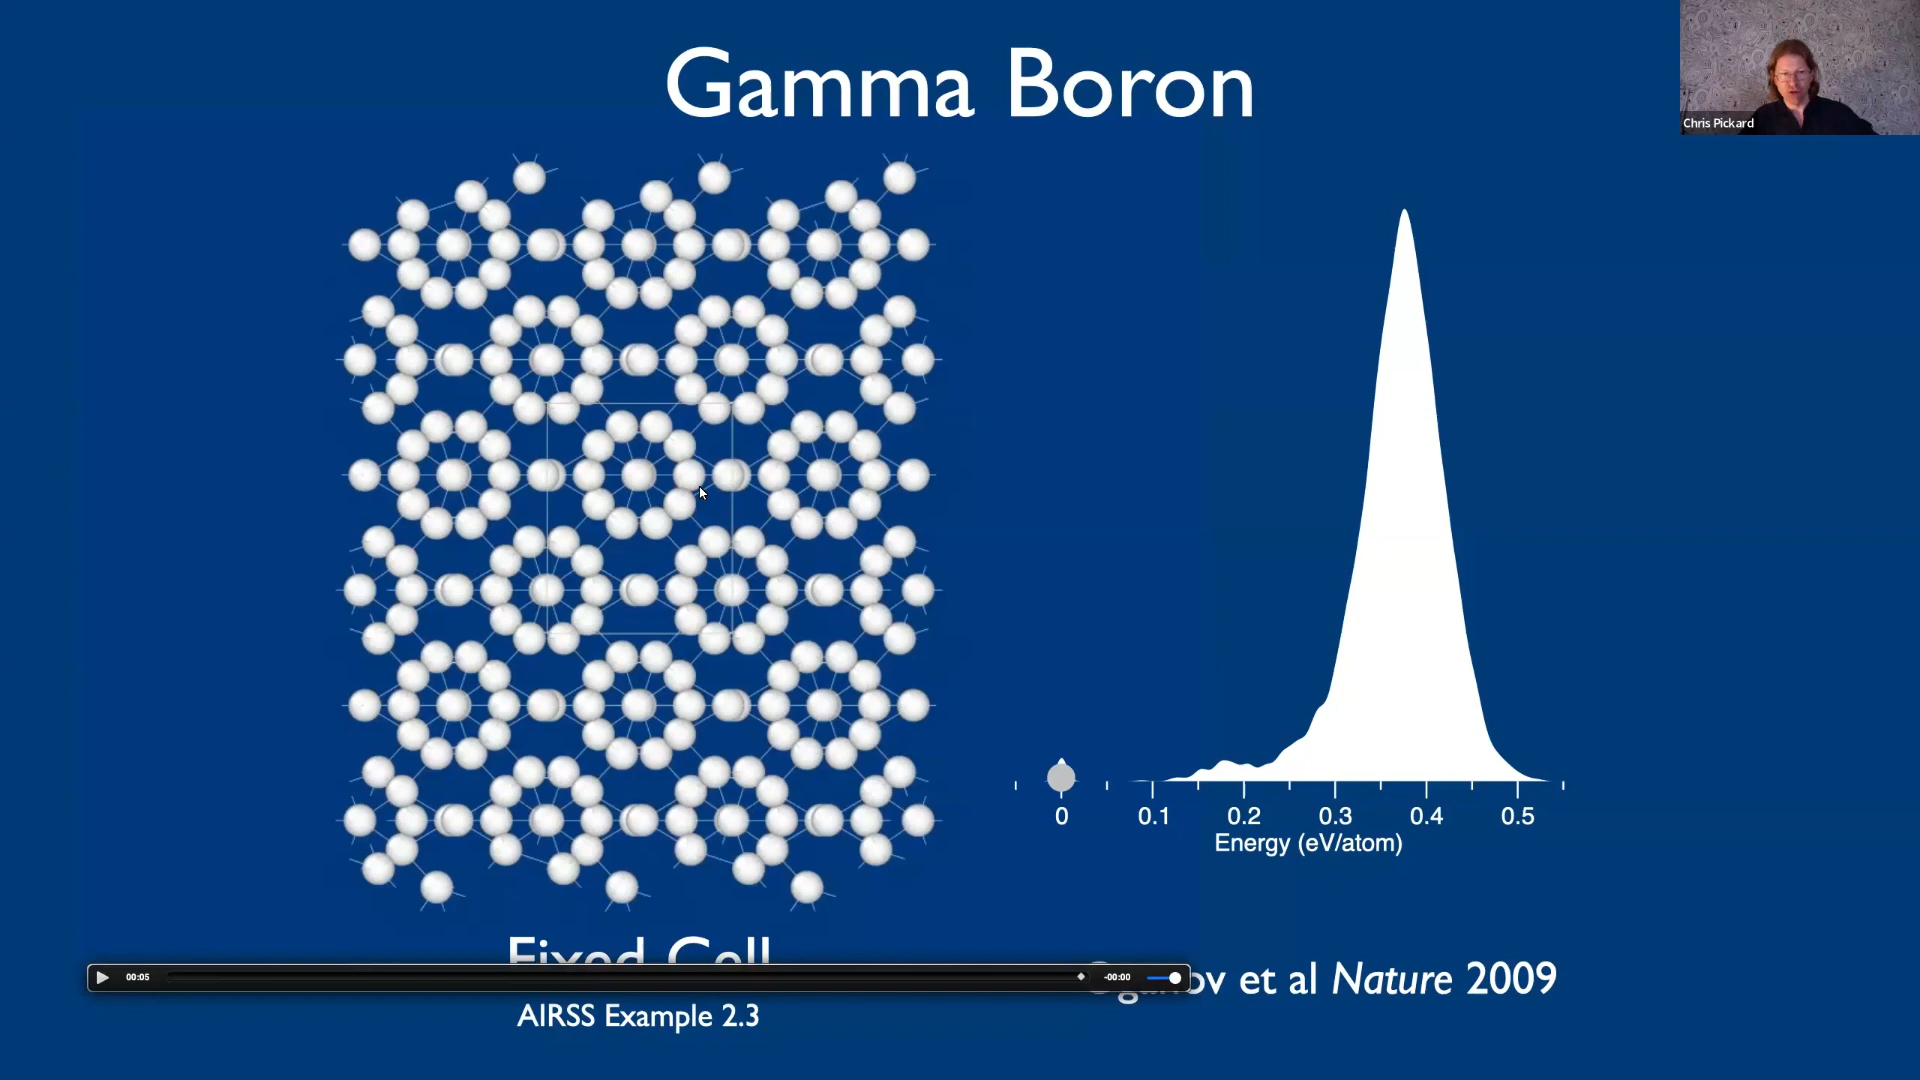 Gamma Boron
Chris Pickard
0 0.1 0.2 0.3 0.4 0.5
Energy (eV/atom)
Fixed Cell
00:05 -00:00
et al Nature 2009
AIRSS Example 2.3